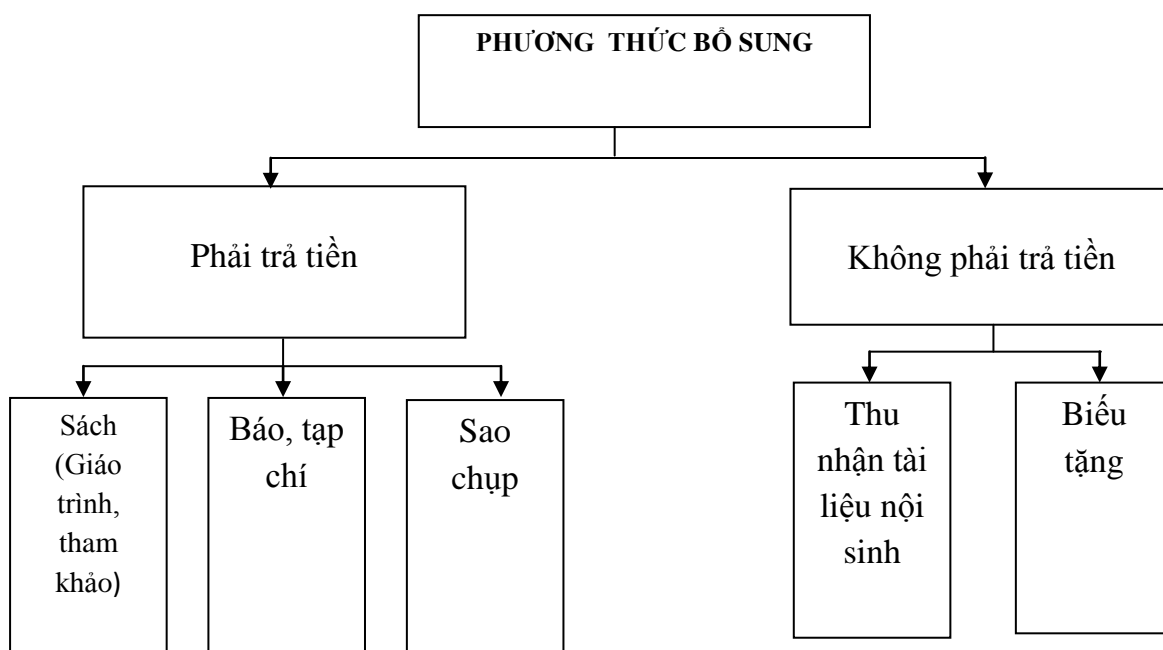 PHƯƠNG THỨC BỔ SUNG
Phải trả tiền
Không phải trả tiền
Sách
(Giáo
trình,
tham
khảo)
Báo, tạp
chí
Sao
chụp
Thu
nhận tài
liệu nội
sinh
Biếu
tặng